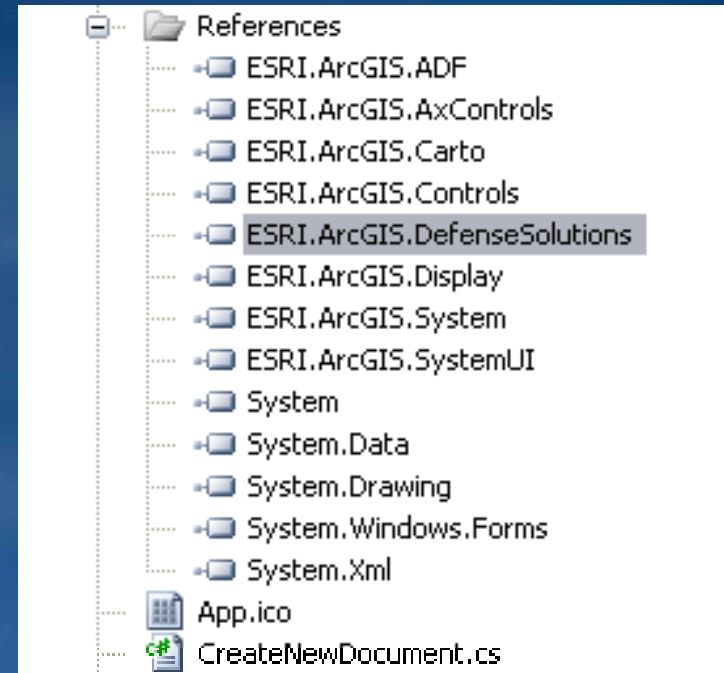 References
ESRI.ArcGIS.ADF
ESRI.ArcGIS.AxControls
ESRI.ArcGIS.Carto
ESRI.ArcGIS.Controls
ESRI.ArcGIS.DefenseSolutions
ESRI.ArcGIS.Display
ESRI.ArcGIS.System
ESRI.ArcGIS.SystemUI
System
System.Data
System.Drawing
System.Windows.Forms
System.Xml
App.ico
CreateNewDocument.cs